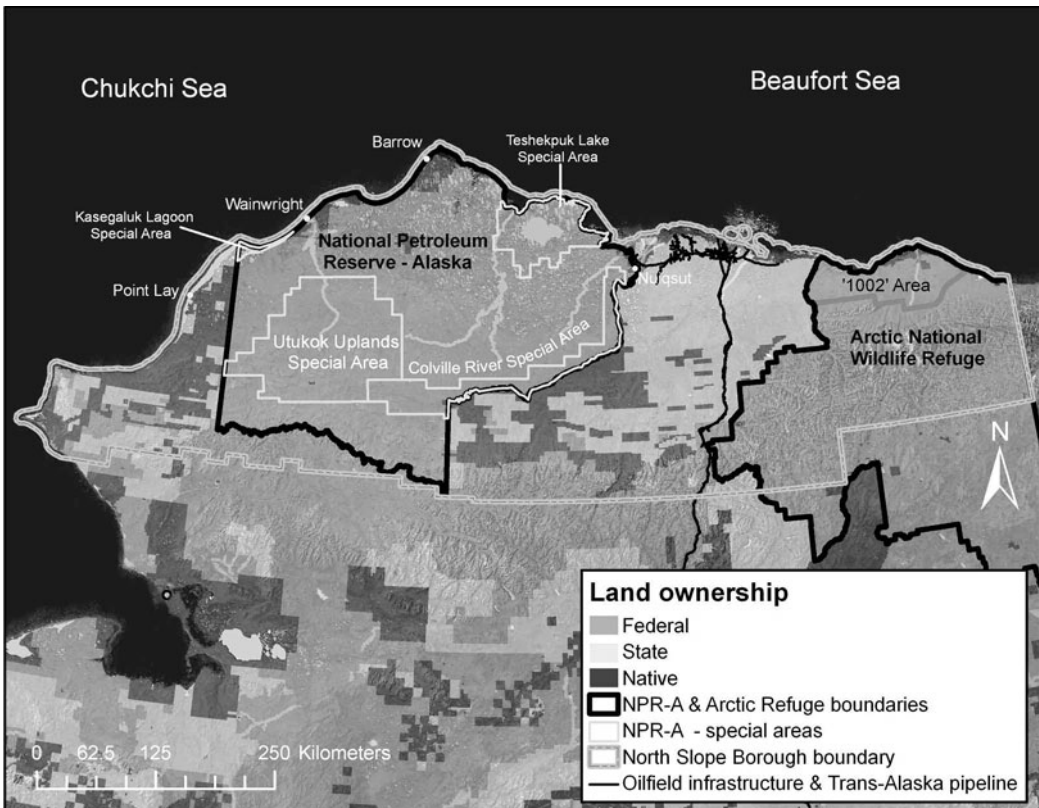 Chukchi Sea
Beaufort Sea
Barrow
Teshekpuk Lake
Special Area
Wainwright
Kasegaluk Lagoon
Special Area
National Petroleum
Reserve - Alaska
Point Lay
Nuiqsut
'1002' Area
Utukok Uplands
Special Area
Colville River Special Area
Arctic National
Wildlife Refuge
N
Land ownership
Federal
State
Native
NPR-A & Arctic Refuge boundaries
NPR-A - special areas
North Slope Borough boundary
Oilfield infrastructure & Trans-Alaska pipeline
0 62.5 125 250 Kilometers